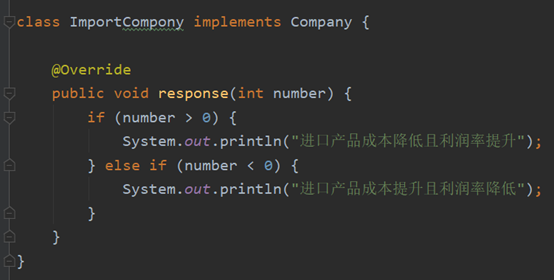 class ImportCompony implements Company {
@Override
public void response(int number) {
if (number > 0) {
System.out.println("进口产品成本降低且利润率提升");
} else if (number < 0) {
System.out.println("进口产品成本提升且利润率降低");
}
}
}